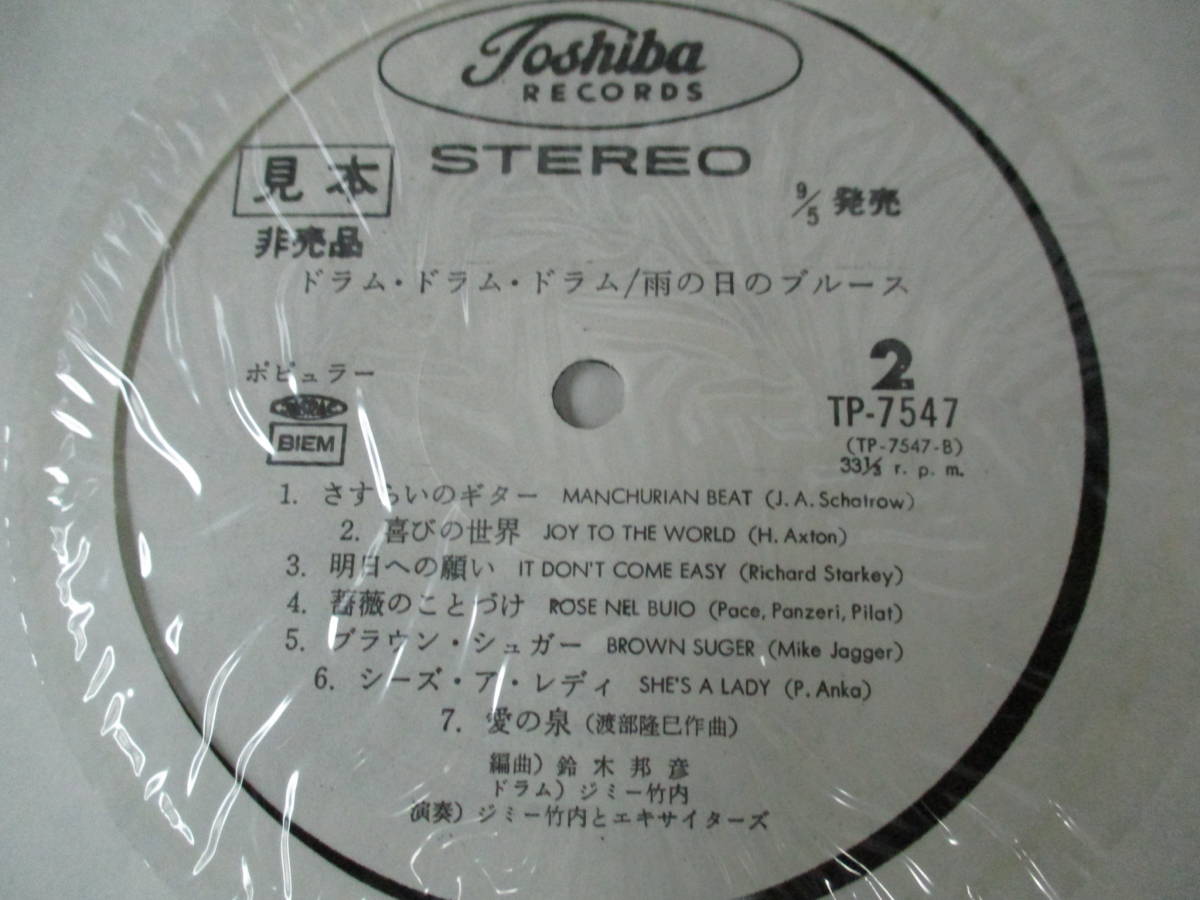 Toshiba
RECORDS
見本
STEREO
9/5 発売
非売品
ドラム・ドラム・ドラム/雨の日のブルース
ポピュラー
2
BIEM
TP-7547
(TP-7547-B)
33⅓ r. p. m.
1. さすらいのギター MANCHURIAN BEAT (J. A. Schatrow)
2. 喜びの世界 JOY TO THE WORLD (H. Axton)
3. 明日への願い IT DON'T COME EASY (Richard Starkey)
4. 薔薇のことづけ ROSE NEL BUIO (Pace, Panzeri, Pilat)
5. ブラウン・シュガー BROWN SUGER (Mike Jagger)
6. シーズ・ア・レディ SHE'S A LADY (P. Anka)
7. 愛の泉 (渡部隆巳作曲)
編曲) 鈴木邦彦
ドラム) ジミー竹内
演奏) ジミー竹内とエキサイターズ